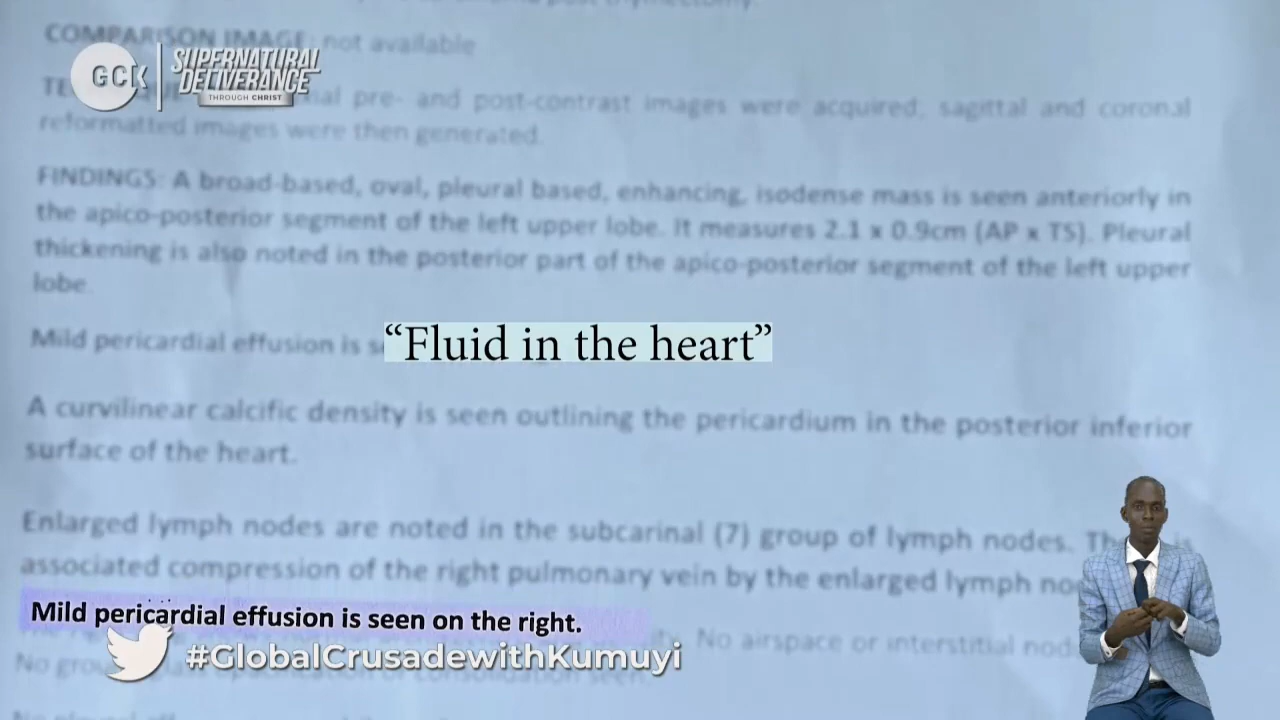 COMPARISON IMAGE: not available
GCK
SUPERNATURAL
DELIVERANCE
THROUGH CHRIST
pre- and post-contrast images were acquired, sagittal and coronal
reformatted images were then generated.
FINDINGS: A broad-based, oval, pleural based, enhancing, isodense mass is seen anteriorly in
the apico-posterior segment of the left upper lobe. It measures 2.1 x 0.9cm (AP x TS). Pleural
thickening is also noted in the posterior part of the apico-posterior segment of the left upper
lobe.
Mild pericardial effusion is
“Fluid in the heart”
A curvilinear calcific density is seen outlining the pericardium in the posterior inferior
surface of the heart.
Enlarged lymph nodes are noted in the subcarinal (7) group of lymph nodes.
associated compression of the right pulmonary vein by the enlarged lymph
Mild pericardial effusion is seen on the right.
No airspace or interstitial
#GlobalCrusadewithKumuyi